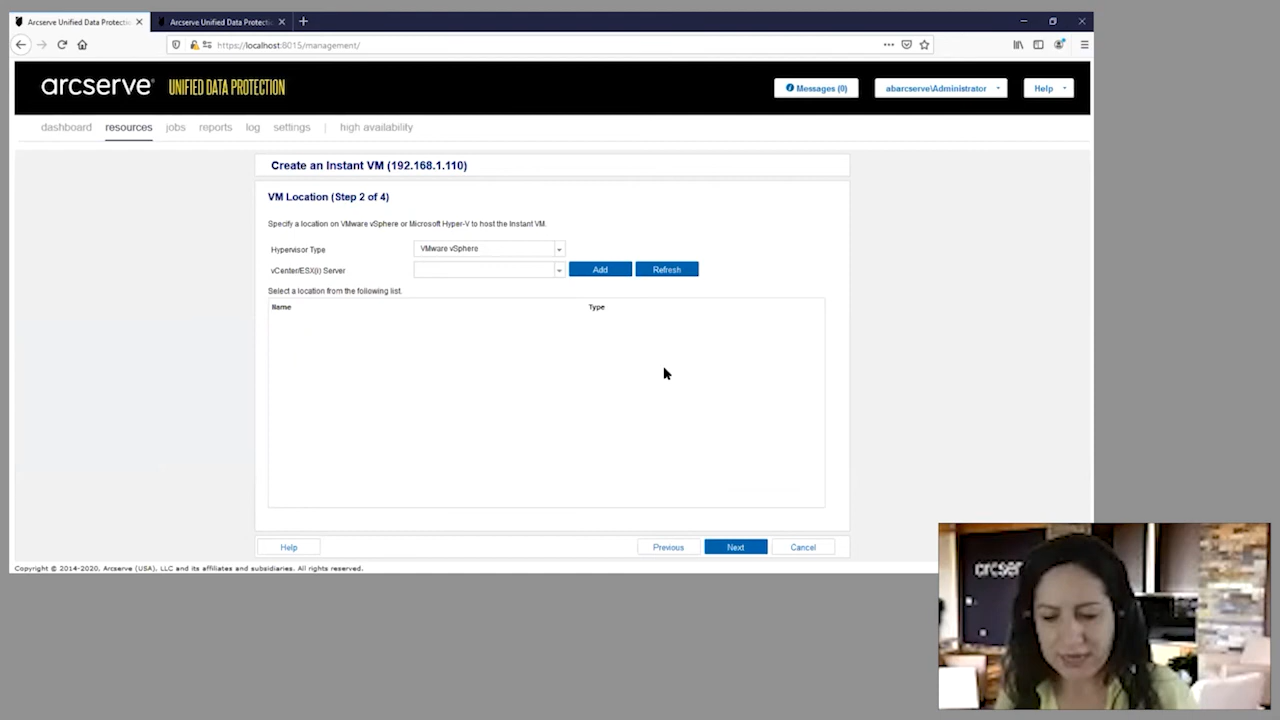 Arcserve Unified Data Protecti
Arcserve Unified Data Protecti
https://localhost:8015/management/
arcserve® UNIFIED DATA PROTECTION
Messages (0)
abarcserve\Administrator
Help
dashboard resources jobs reports log settings | high availability
Create an Instant VM (192.168.1.110)
VM Location (Step 2 of 4)
Specify a location on VMware vSphere or Microsoft Hyper-V to host the Instant VM.
Hypervisor Type VMware vSphere
vCenter/ESX(i) Server Add Refresh
Select a location from the following list.
Name Type
Help Previous Next Cancel
Copyright © 2014-2020, Arcserve (USA), LLC and its affiliates and subsidiaries. All rights reserved.
arcser